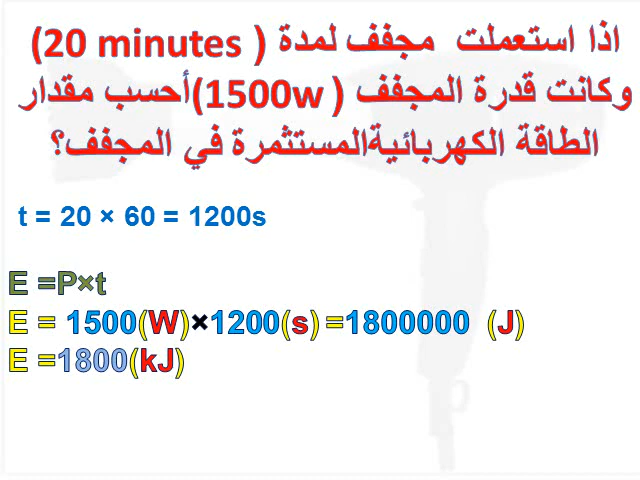 اذا استعملت مجفف لمدة ( 20 minutes)
وكانت قدرة المجفف ( 1500w)أحسب مقدار
الطاقة الكهربائيةالمستثمرة في المجفف؟
t = 20 × 60 = 1200s
E =P×t
E = 1500(W)×1200(s) =1800000 (J)
E =1800(kJ)